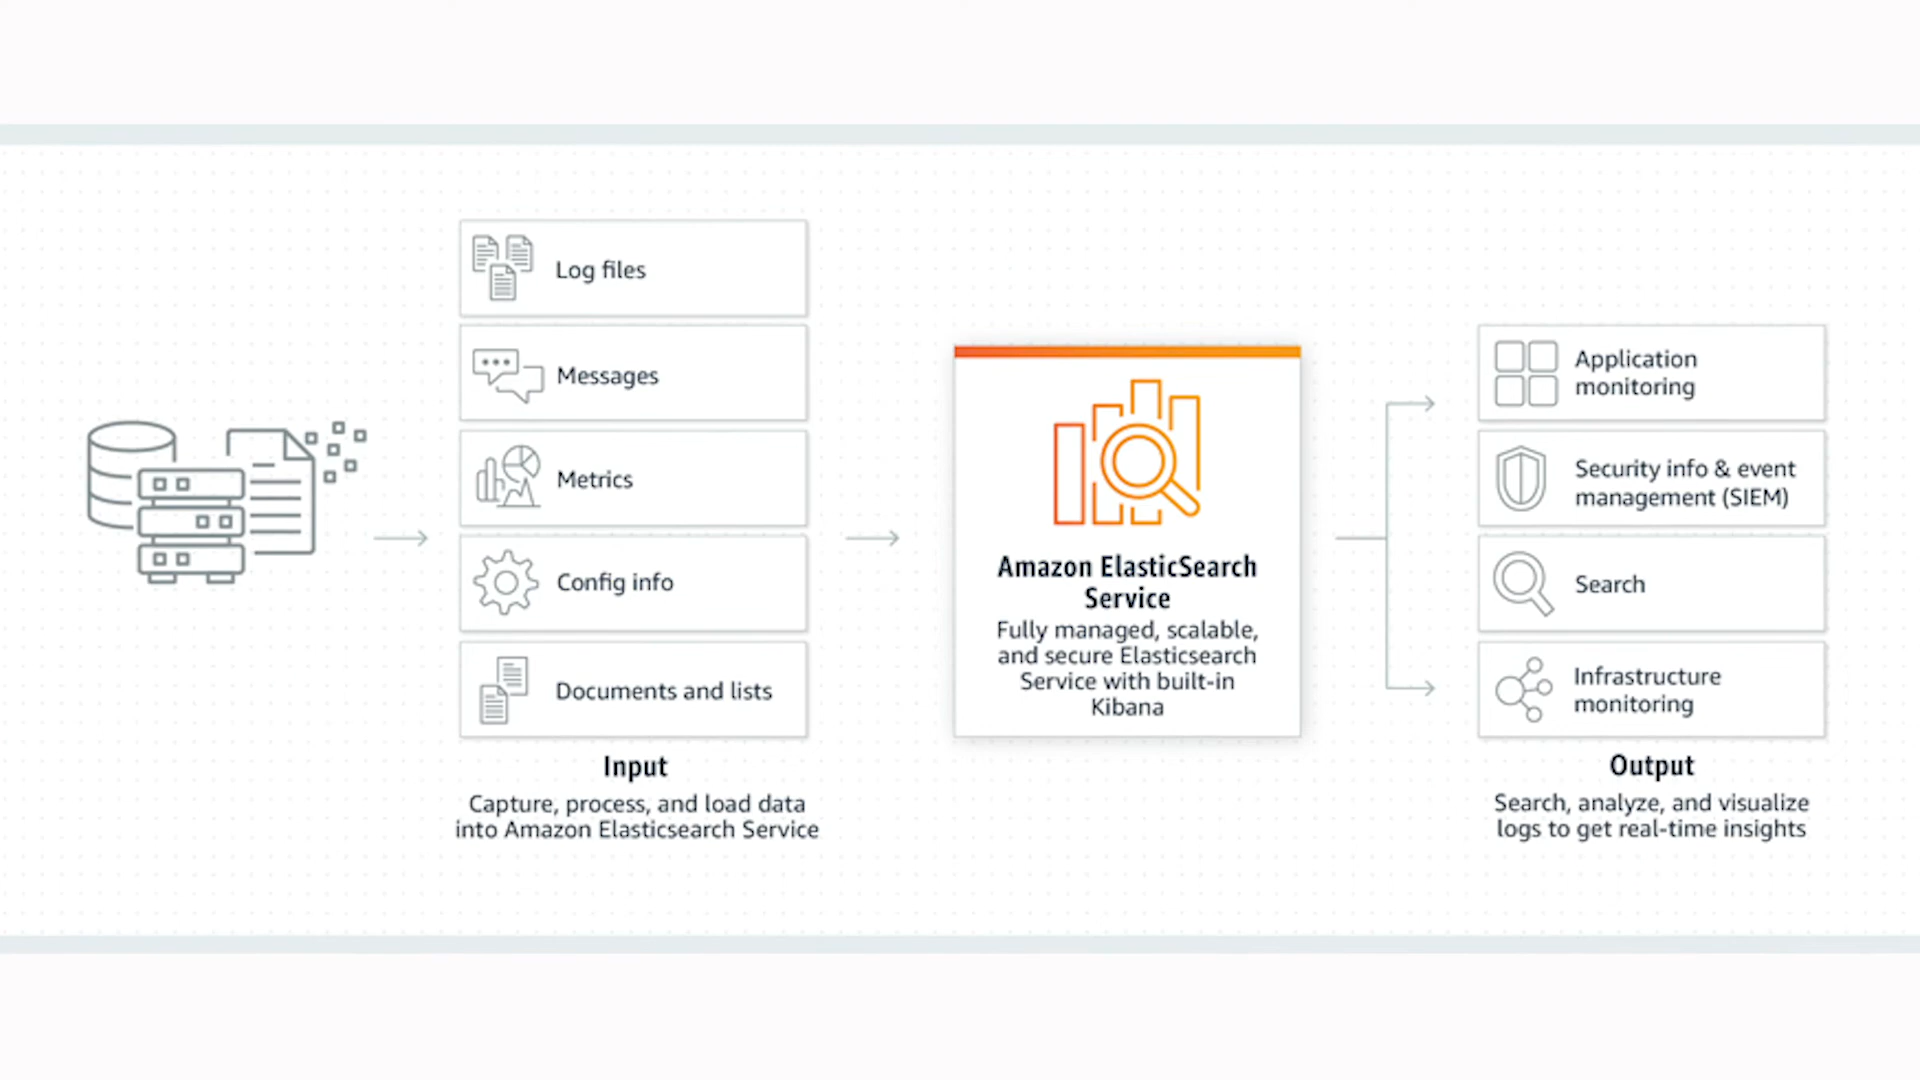 Log files
Messages
Metrics
Config info
Documents and lists
Input
Capture, process, and load data
into Amazon Elasticsearch Service
Amazon ElasticSearch
Service
Fully managed, scalable,
and secure Elasticsearch
Service with built-in
Kibana
Application
monitoring
Security info & event
management (SIEM)
Search
Infrastructure
monitoring
Output
Search, analyze, and visualize
logs to get real-time insights